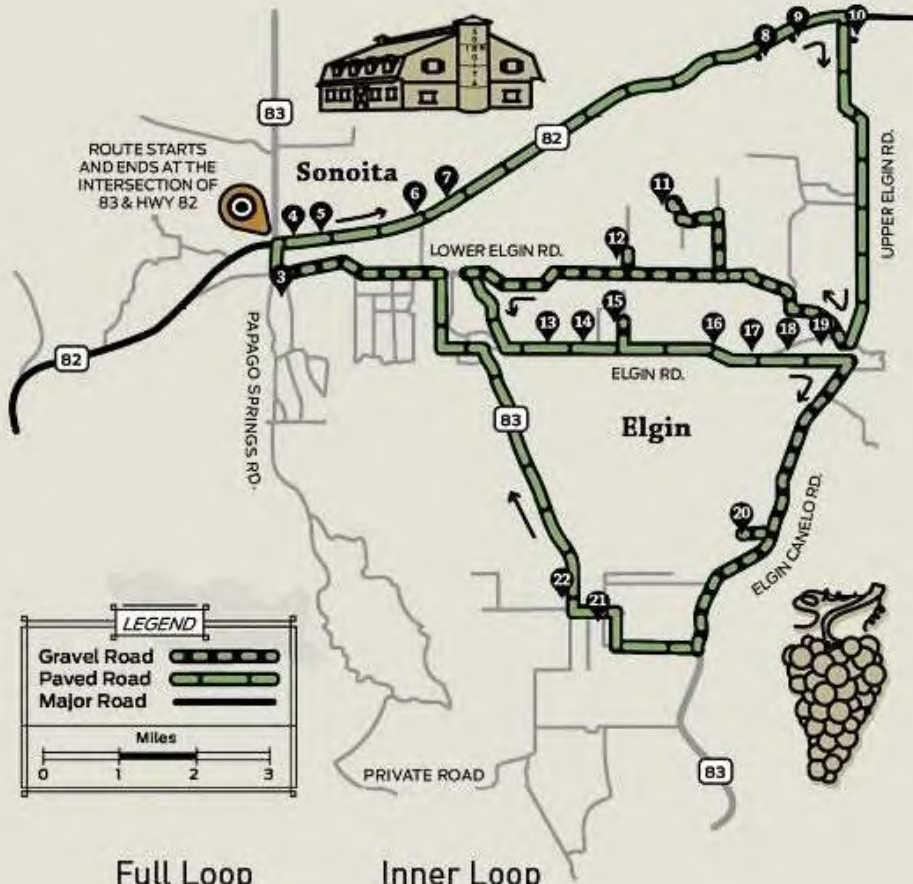 9
10
8
SONOITA
83
82
ROUTE STARTS
AND ENDS AT THE
INTERSECTION OF
83 & HWY 82
Sonoita
UPPER ELGIN RD.
7
6
11
4
5
LOWER ELGIN RD.
12
3
15
13
14
16
17
18
19
PAPAGO SPRINGS RD.
82
ELGIN RD.
83
Elgin
20
ELGIN CANELO RD.
22
21
LEGEND
Gravel Road
Paved Road
Major Road
Miles
0 1 2 3
PRIVATE ROAD
83
Full Loop
Inner Loop